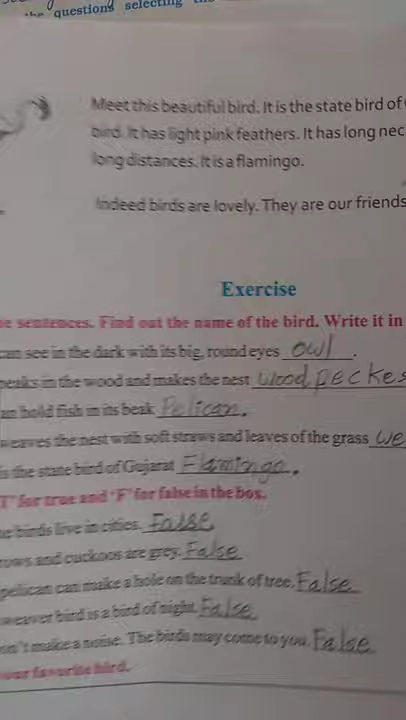 the questions selecting the
Meet this beautiful bird. It is the state bird of
bird. It has light pink feathers. It has long nec
long distances. It is a flamingo.
Indeed birds are lovely. They are our friends
Exercise
e sentences. Find out the name of the bird. Write it in
can see in the dark with its big, round eyes owl.
peaks in the wood and makes the nest woodpeckes
an hold fish in its beak Pelican.
weaves the nest with soft straws and leaves of the grass we
is the state bird of Gujarat Flamingo.
T' for true and 'F' for false in the box.
e birds live in cities. False
rows and cuckoos are grey. False
pelican can make a hole on the trunk of tree. False
weaver bird is a bird of night. False
on't make a noise. The birds may come to you. False
our favorite bird.